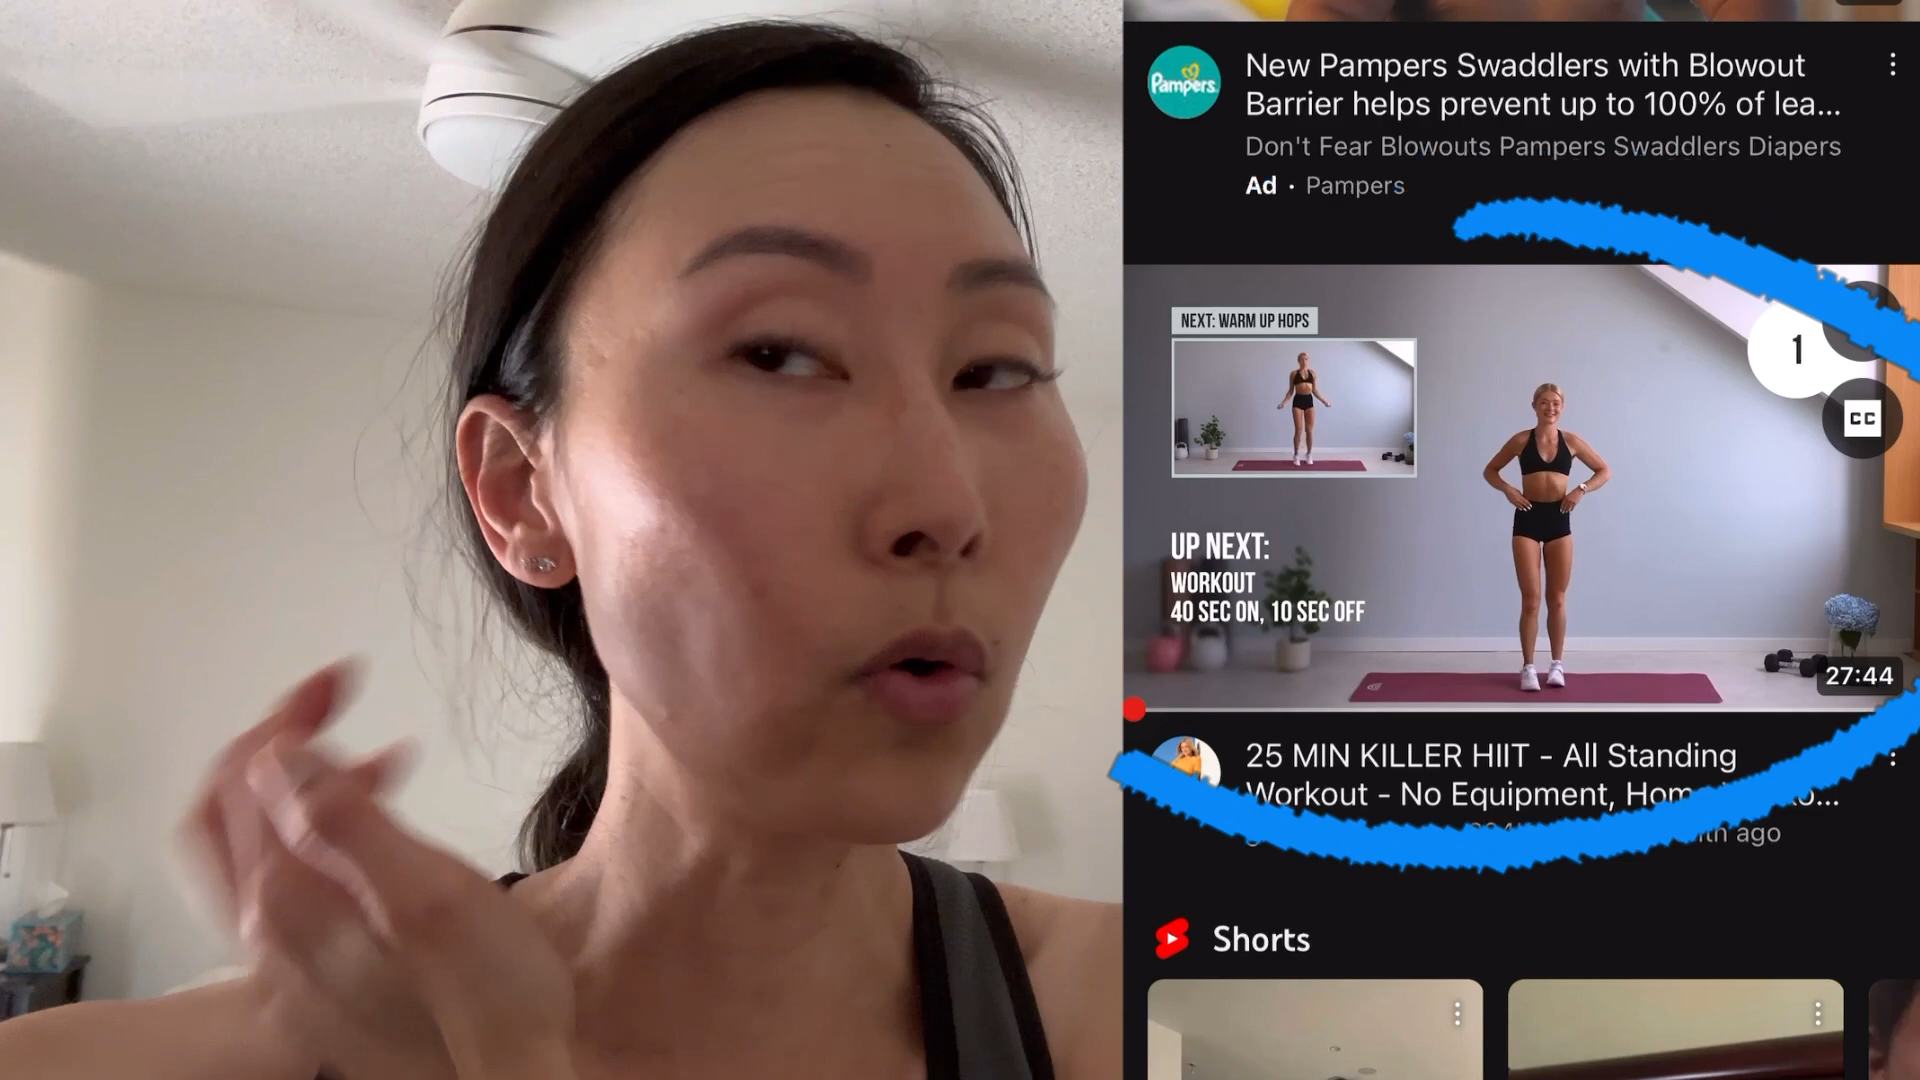 Pampers
New Pampers Swaddlers with Blowout
Barrier helps prevent up to 100% of lea...
Don't Fear Blowouts Pampers Swaddlers Diapers
Ad · Pampers
NEXT: WARM UP HOPS
1
CC
UP NEXT:
WORKOUT
40 SEC ON, 10 SEC OFF
27:44
25 MIN KILLER HIIT - All Standing
Workout - No Equipment,
ago
Shorts